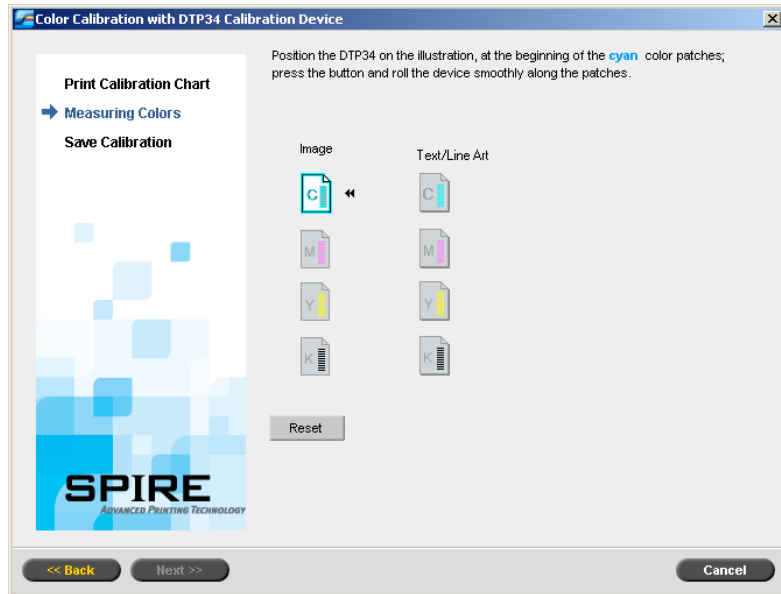 Color Calibration with DTP34 Calibration Device
Position the DTP34 on the illustration, at the beginning of the cyan color patches;
press the button and roll the device smoothly along the patches.
Print Calibration Chart
Measuring Colors
Save Calibration
Image
Text/Line Art
C
C
M
M
Y
Y
K
K
Reset
SPIRE
ADVANCED PRINTING TECHNOLOGY
<< Back
Next >>
Cancel